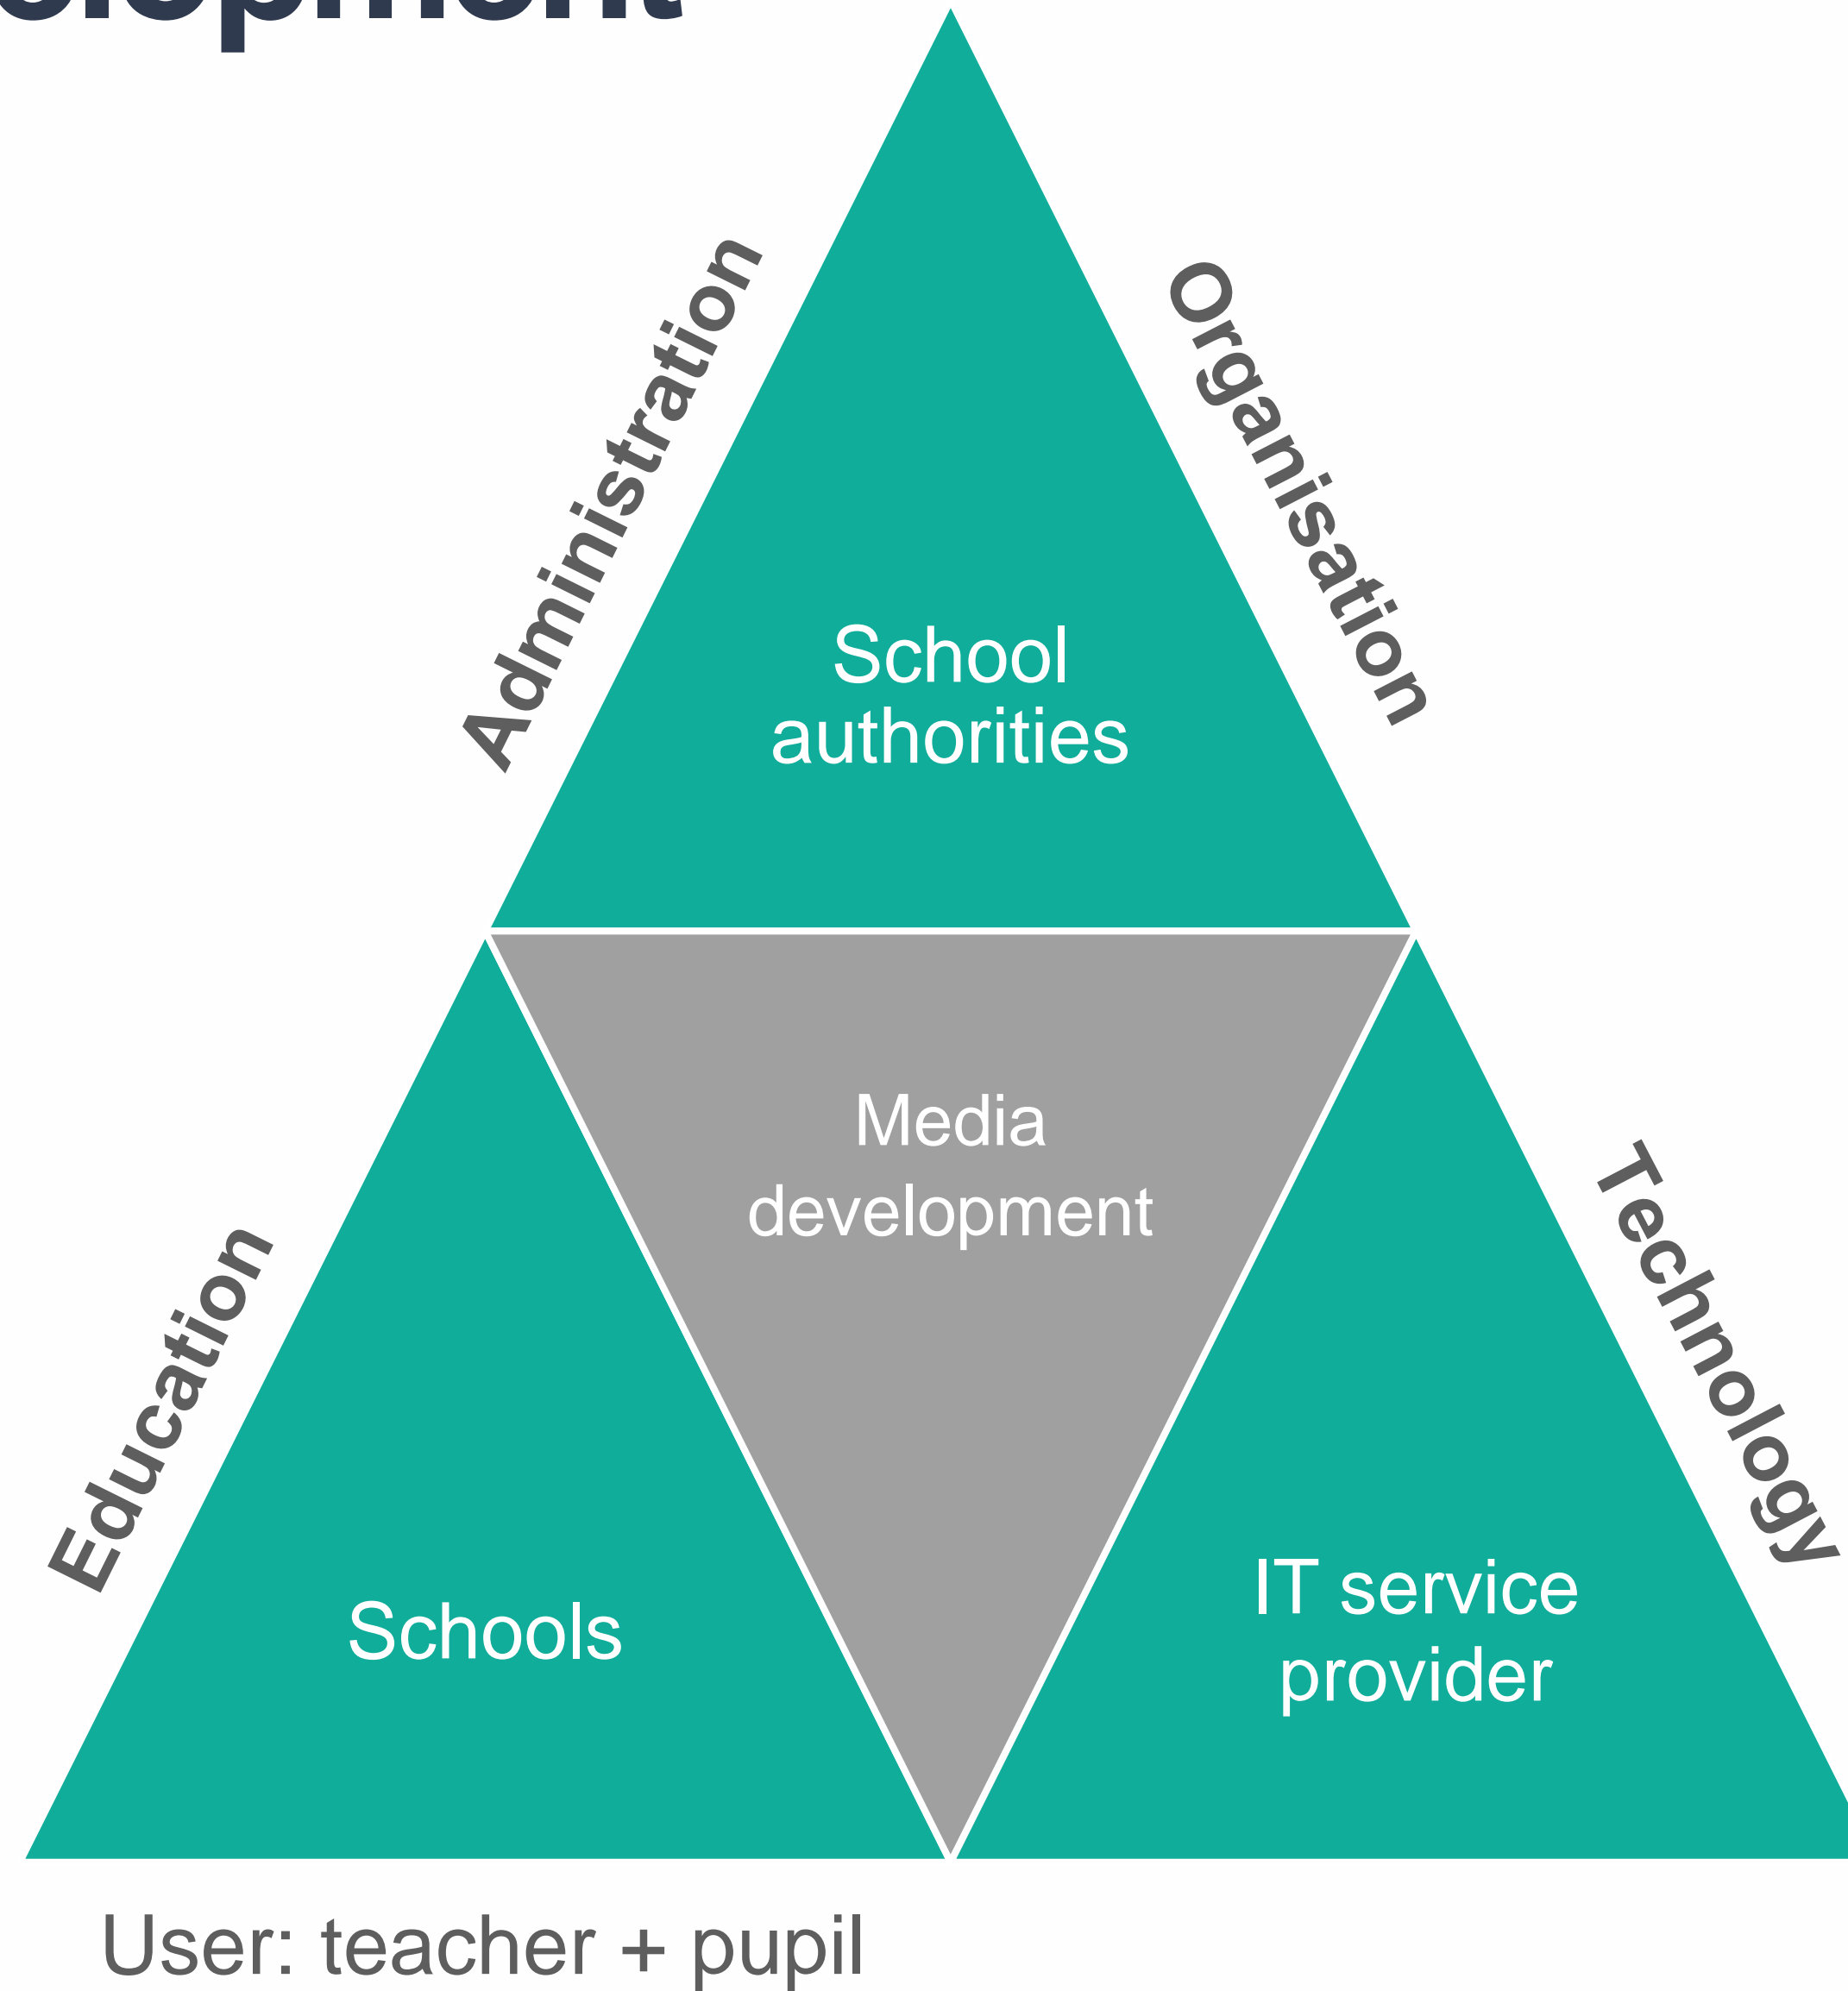 Administration
Organisation
School
authorities
Media
development
Education
Technology
Schools
IT service
provider
User: teacher + pupil